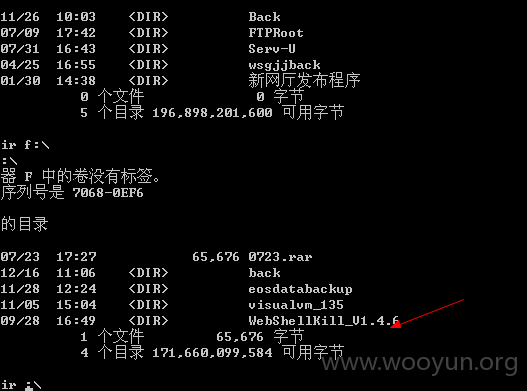 11/26  10:03    <DIR>          Back
07/09  17:42    <DIR>          FTPRoot
07/31  16:43    <DIR>          Serv-U
04/25  16:55    <DIR>          wsgjjback
01/30  14:38    <DIR>          新网厅发布程序
0 个文件              0 字节
5 个目录 196,898,201,600 可用字节
ir f:\
:\
器 F 中的卷没有标签。
序列号是 7068-0EF6
的目录
07/23  17:27            65,676 0723.rar
12/16  11:06    <DIR>          back
11/28  12:24    <DIR>          eosdatabackup
11/05  15:04    <DIR>          visualvm_135
09/28  16:49    <DIR>          WebShellKill_V1.4.6
1 个文件         65,676 字节
4 个目录 171,660,099,584 可用字节
www.wooyun.org
ir ;\